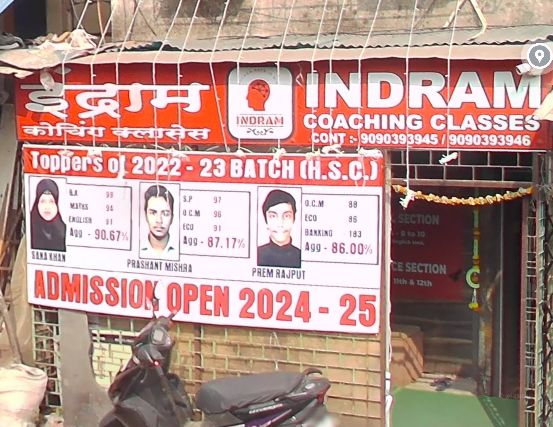 इंद्राम
कोचिंग क्लासेस
INDRAM
INDRAM
COACHING CLASSES
CONT :- 9090393945 / 9090393946
Toppers of 2022 - 23 BATCH (H.S.C.)
MATHS 94
ENGLISH 91
Agg - 90.67%
SANA KHAN
S.P 97
O.C.M 96
ECO 91
Agg - 87.17%
PRASHANT MISHRA
O.C.M 88
ECO 86
BANKING - 183
Agg - 86.00%
PREM RAJPUT
ADMISSION OPEN 2024 - 25
SECTION
to 10
SECTION
11th & 12th